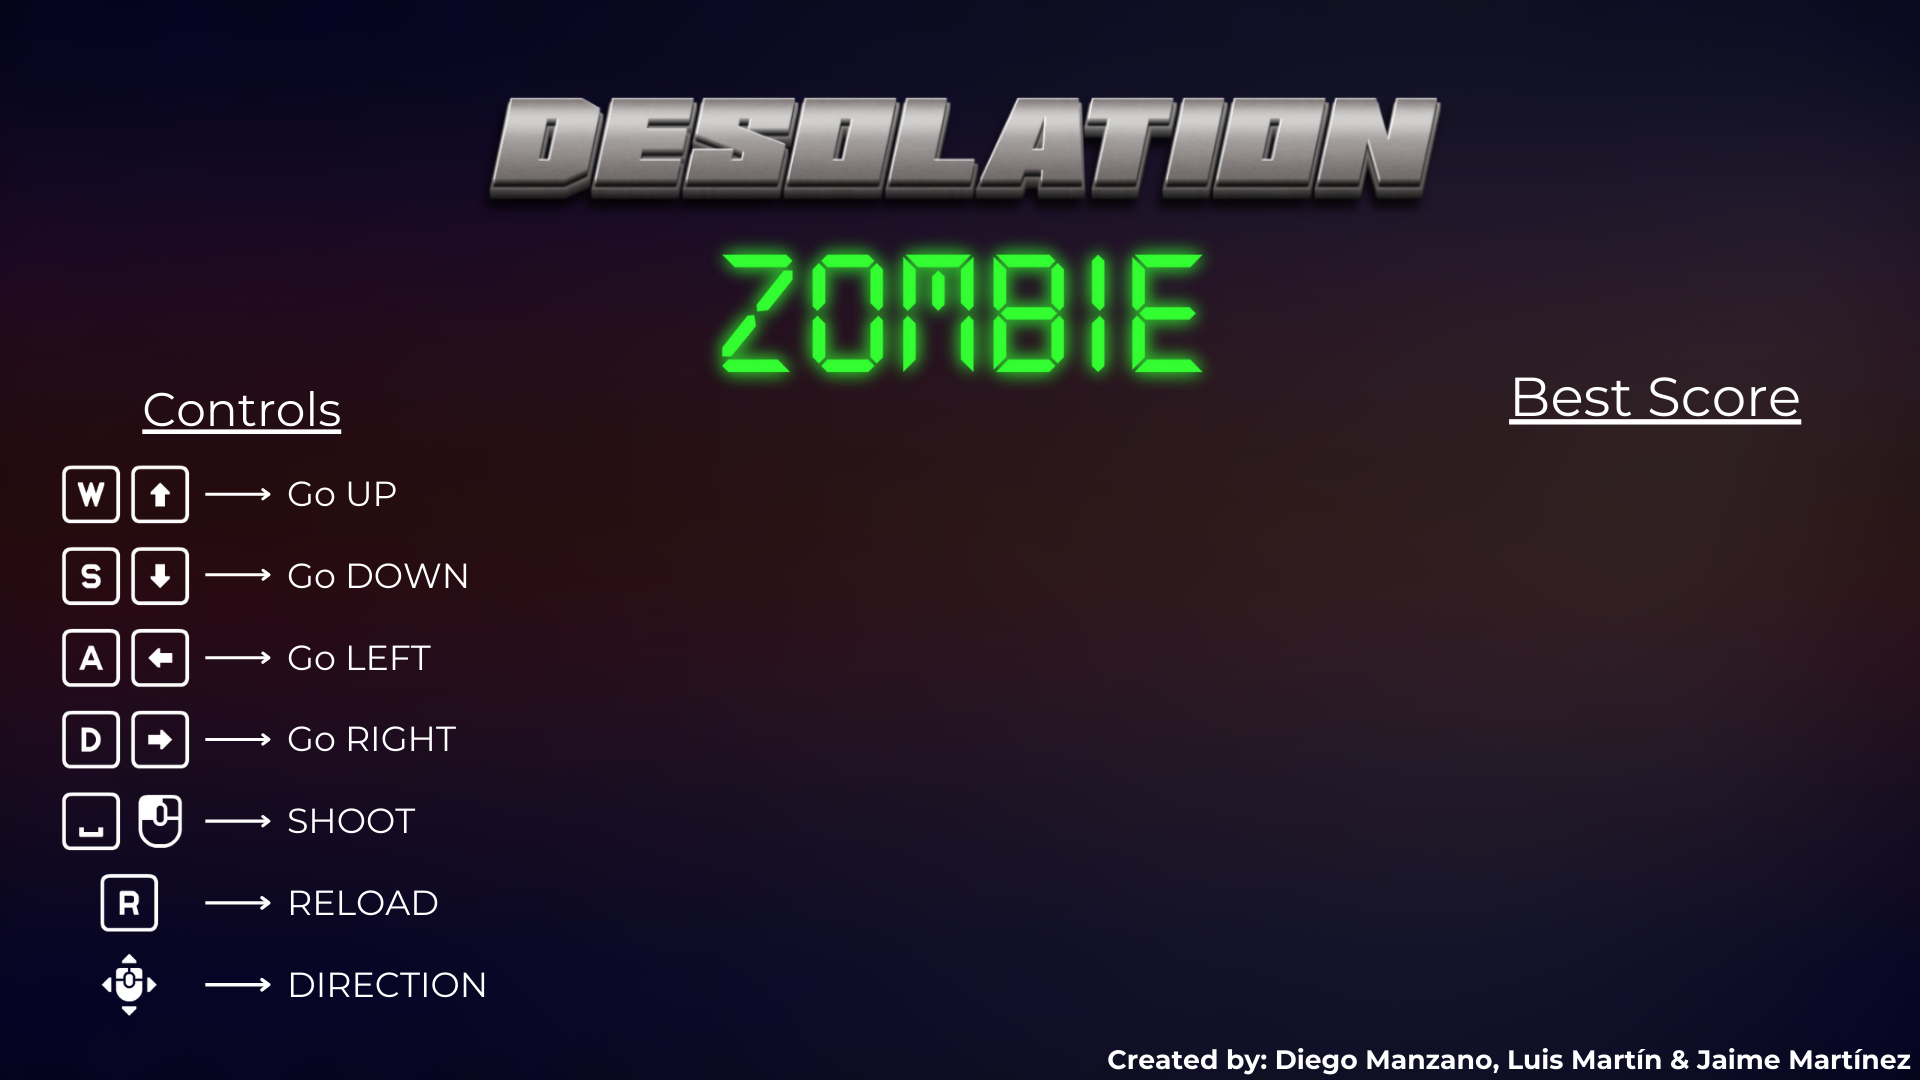 DESOLATION
ZOMBIE
Controls
Best Score
W Go UP
S Go DOWN
A Go LEFT
D Go RIGHT
SHOOT
R RELOAD
DIRECTION
Created by: Diego Manzano, Luis Martín & Jaime Martínez